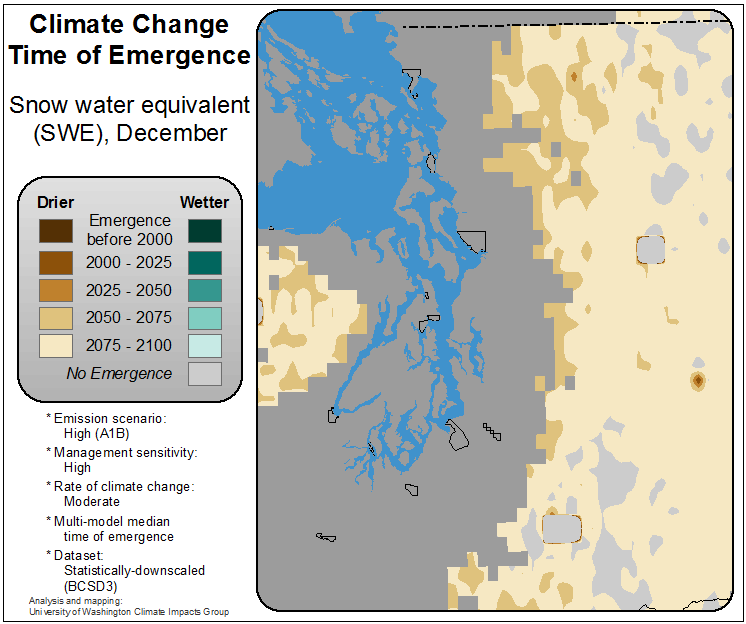 Climate Change
Time of Emergence
Snow water equivalent
(SWE), December
Drier Wetter
Emergence
before 2000
2000 - 2025
2025 - 2050
2050 - 2075
2075 - 2100
No Emergence
* Emission scenario:
High (A1B)
* Management sensitivity:
High
* Rate of climate change:
Moderate
* Multi-model median
time of emergence
* Dataset:
Statistically-downscaled
(BCSD3)
Analysis and mapping:
University of Washington Climate Impacts Group